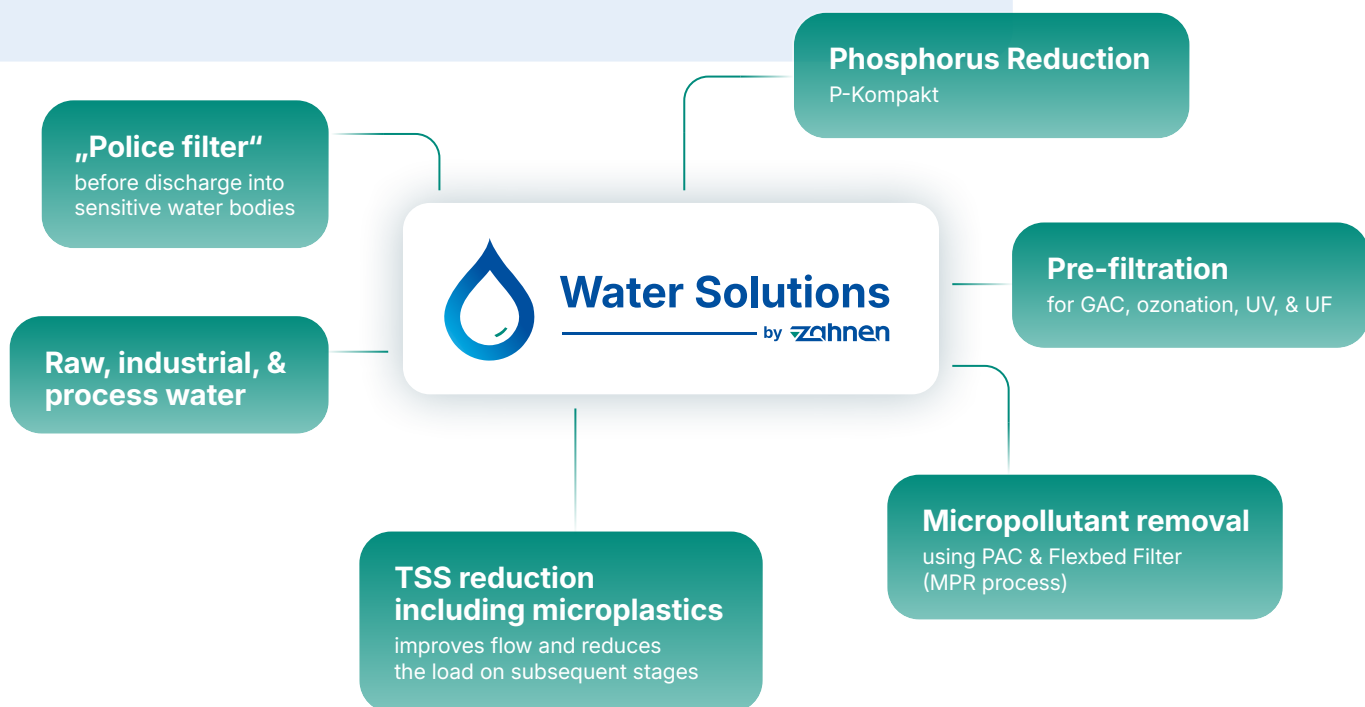 Phosphorus Reduction
P-Kompakt
„Police filter“
before discharge into
sensitive water bodies
Water Solutions
by zahnen
Pre-filtration
for GAC, ozonation, UV, & UF
Raw, industrial, &
process water
Micropollutant removal
using PAC & Flexbed Filter
(MPR process)
TSS reduction
including microplastics
improves flow and reduces
the load on subsequent stages